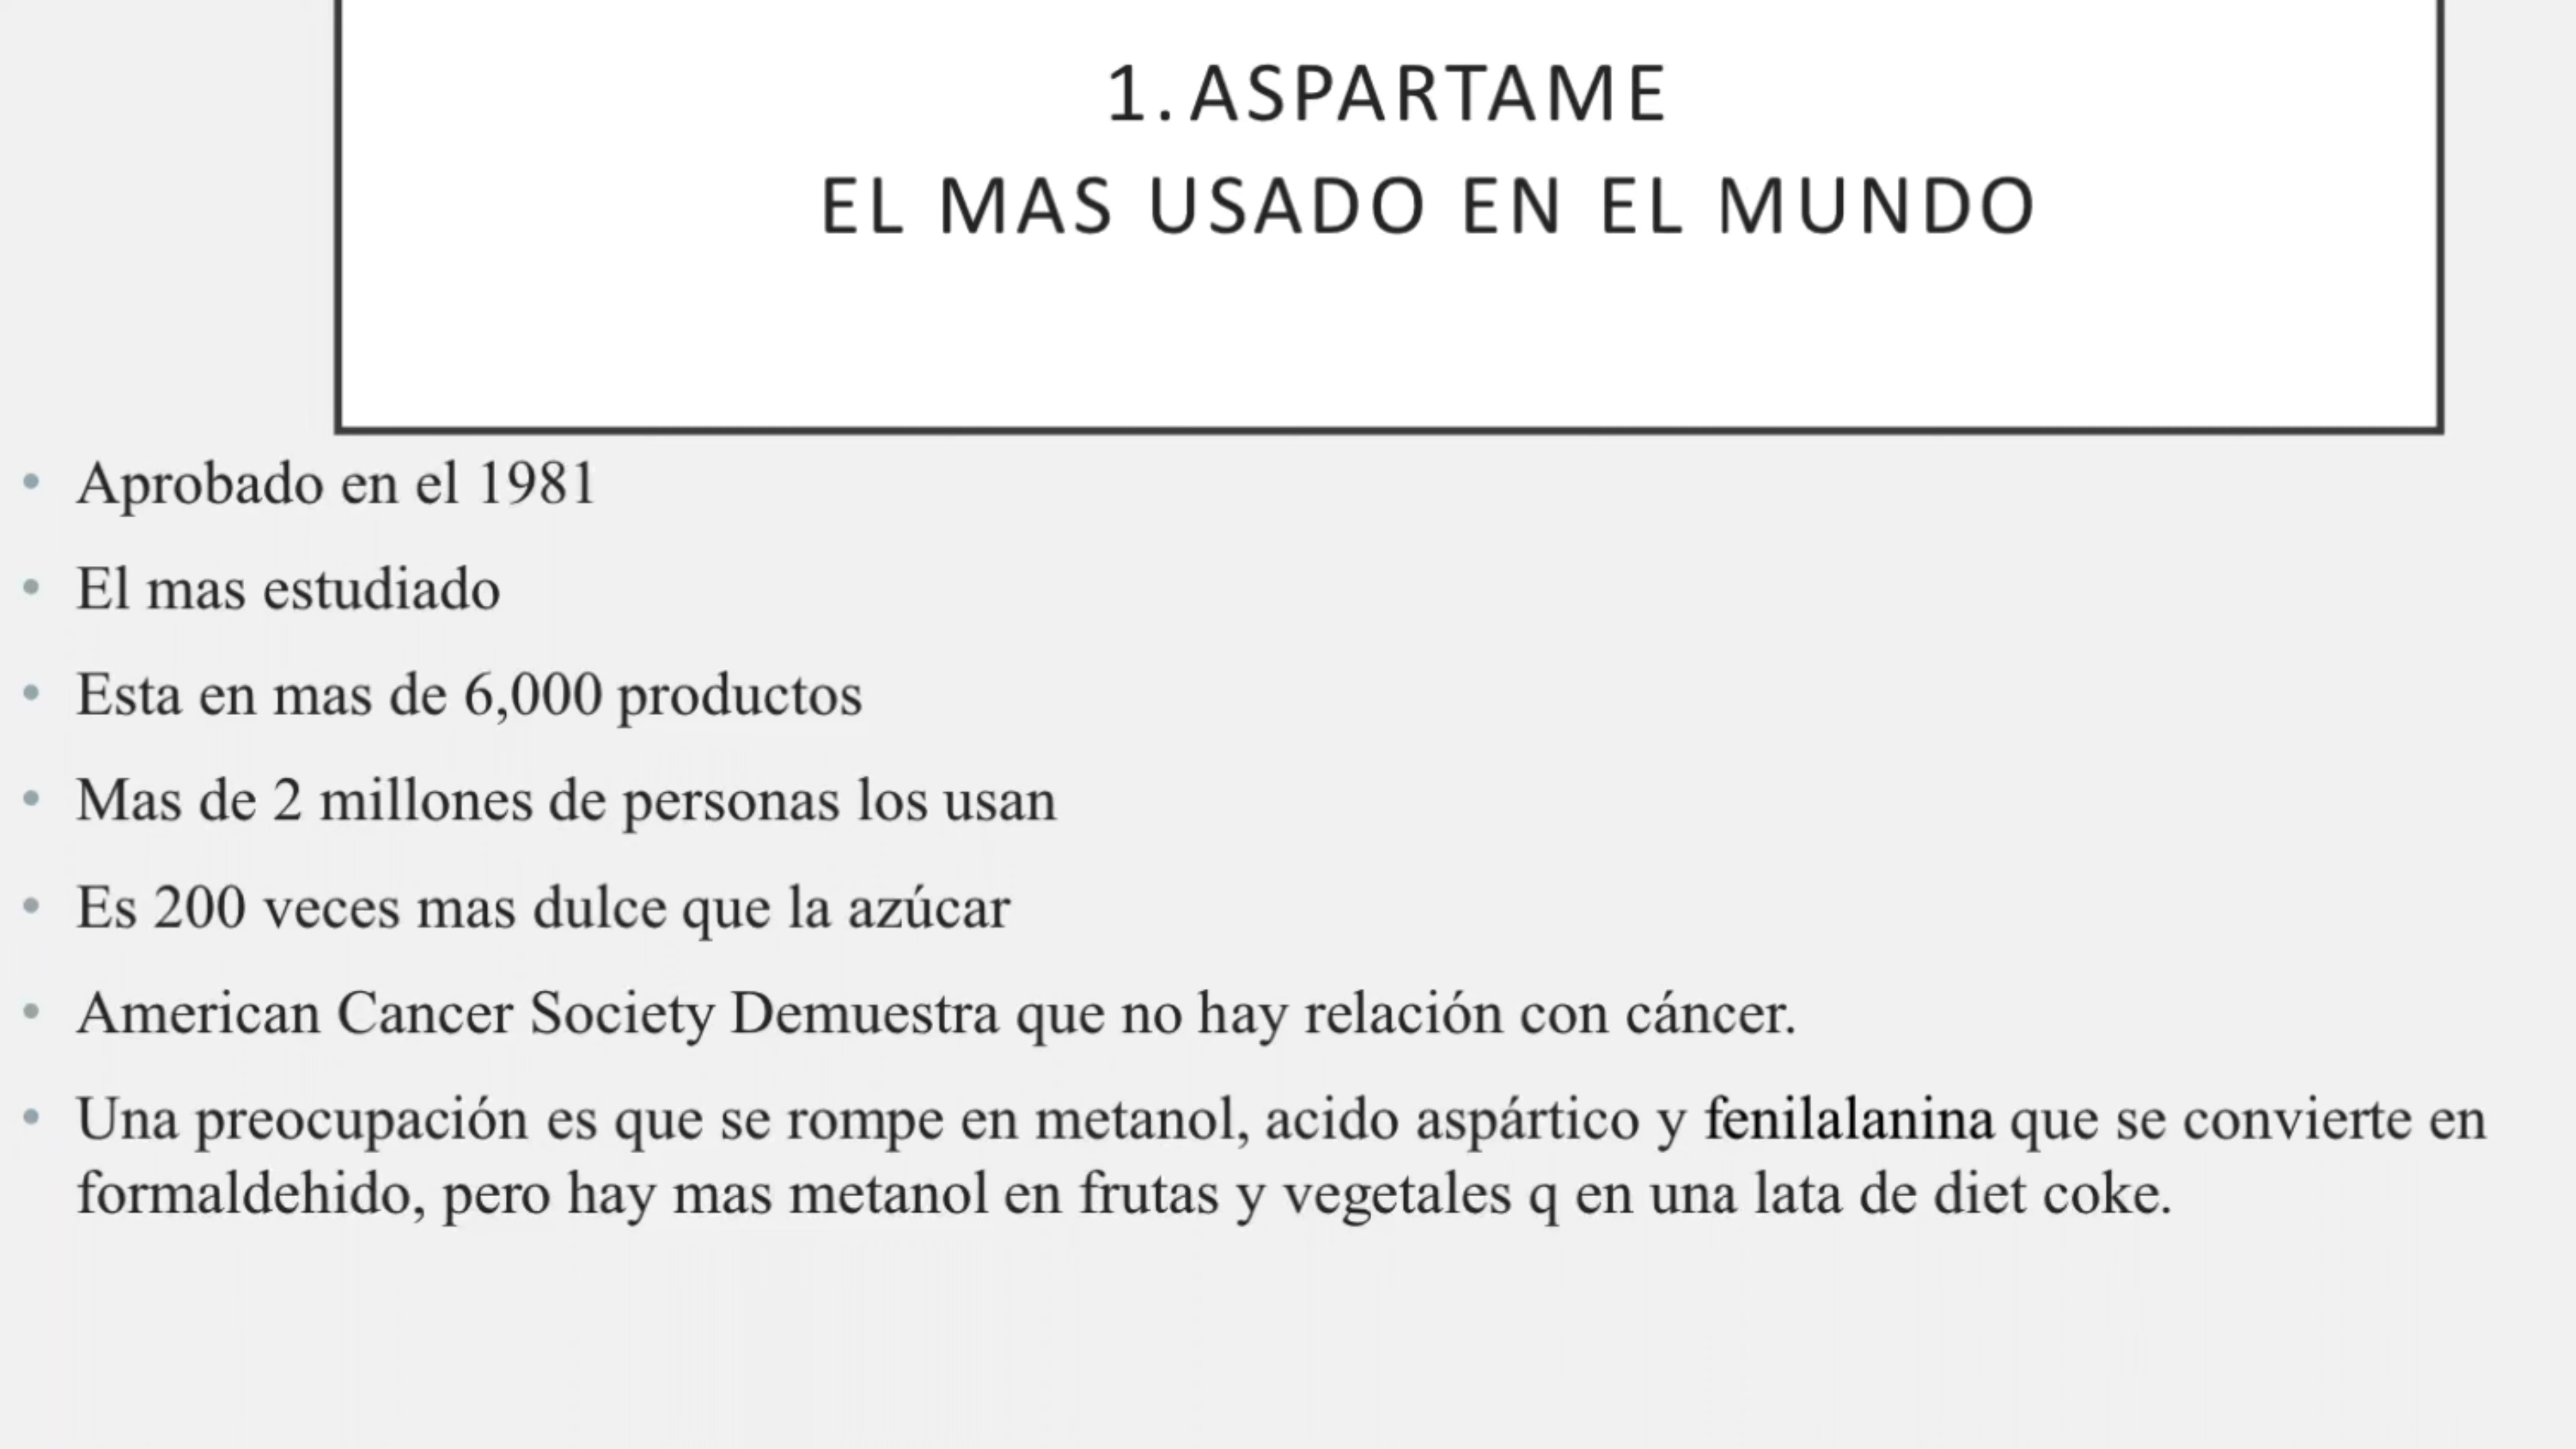 1. ASPARTAME
EL MAS USADO EN EL MUNDO
• Aprobado en el 1981
• El mas estudiado
• Esta en mas de 6,000 productos
• Mas de 2 millones de personas los usan
• Es 200 veces mas dulce que la azúcar
• American Cancer Society Demuestra que no hay relación con cáncer.
• Una preocupación es que se rompe en metanol, acido aspártico y fenilalanina que se convierte en
formaldehido, pero hay mas metanol en frutas y vegetales q en una lata de diet coke.